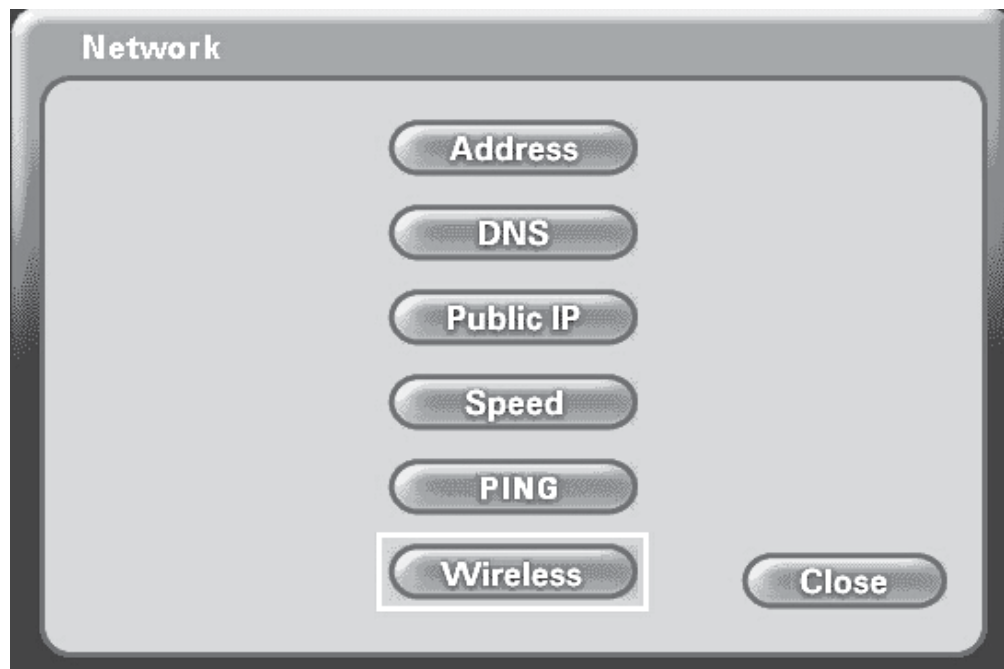 Network
Address
DNS
Public IP
Speed
PING
Wireless
Close